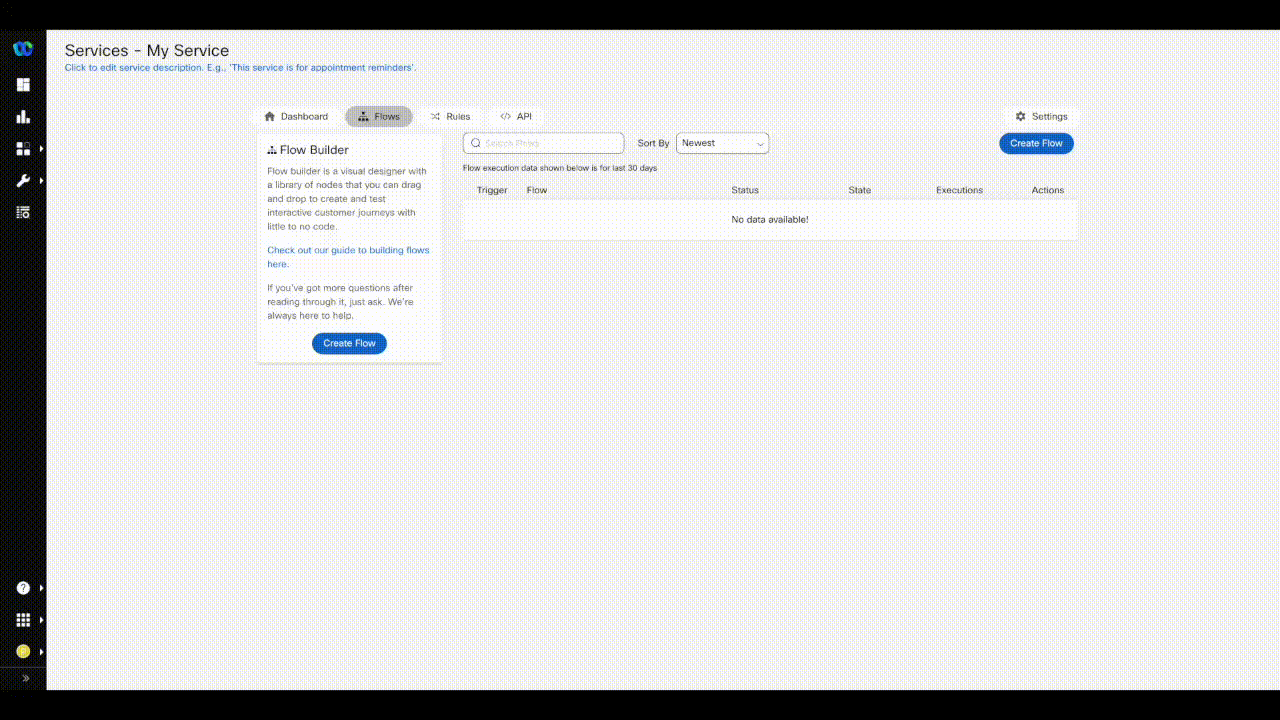 Services - My Service
Click to edit service description. E.g., 'This service is for appointment reminders'.
Dashboard
Flows
Rules
</> API
Settings
Flow Builder
Flow builder is a visual designer with
a library of nodes that you can drag
and drop to create and test
interactive customer journeys with
little to no code.
Check out our guide to building flows
here.
If you've got more questions after
reading through it, just ask. We're
always here to help.
Create Flow
Search Flows
Sort By
Newest
Create Flow
Flow execution data shown below is for last 30 days
Trigger Flow Status State Executions Actions
No data available!